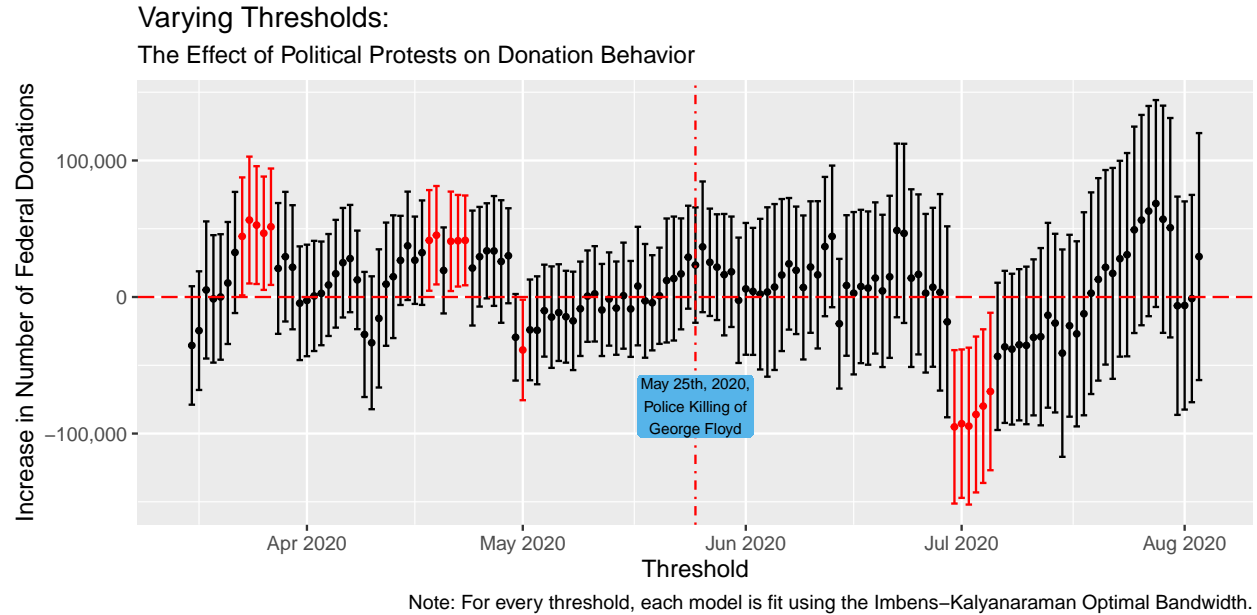 Varying Thresholds:
The Effect of Political Protests on Donation Behavior
Increase in Number of Federal Donations
100,000
0
−100,000
May 25th, 2020,
Police Killing of
George Floyd
Apr 2020
May 2020
Jun 2020
Jul 2020
Aug 2020
Threshold
Note: For every threshold, each model is fit using the Imbens−Kalyanaraman Optimal Bandwidth.